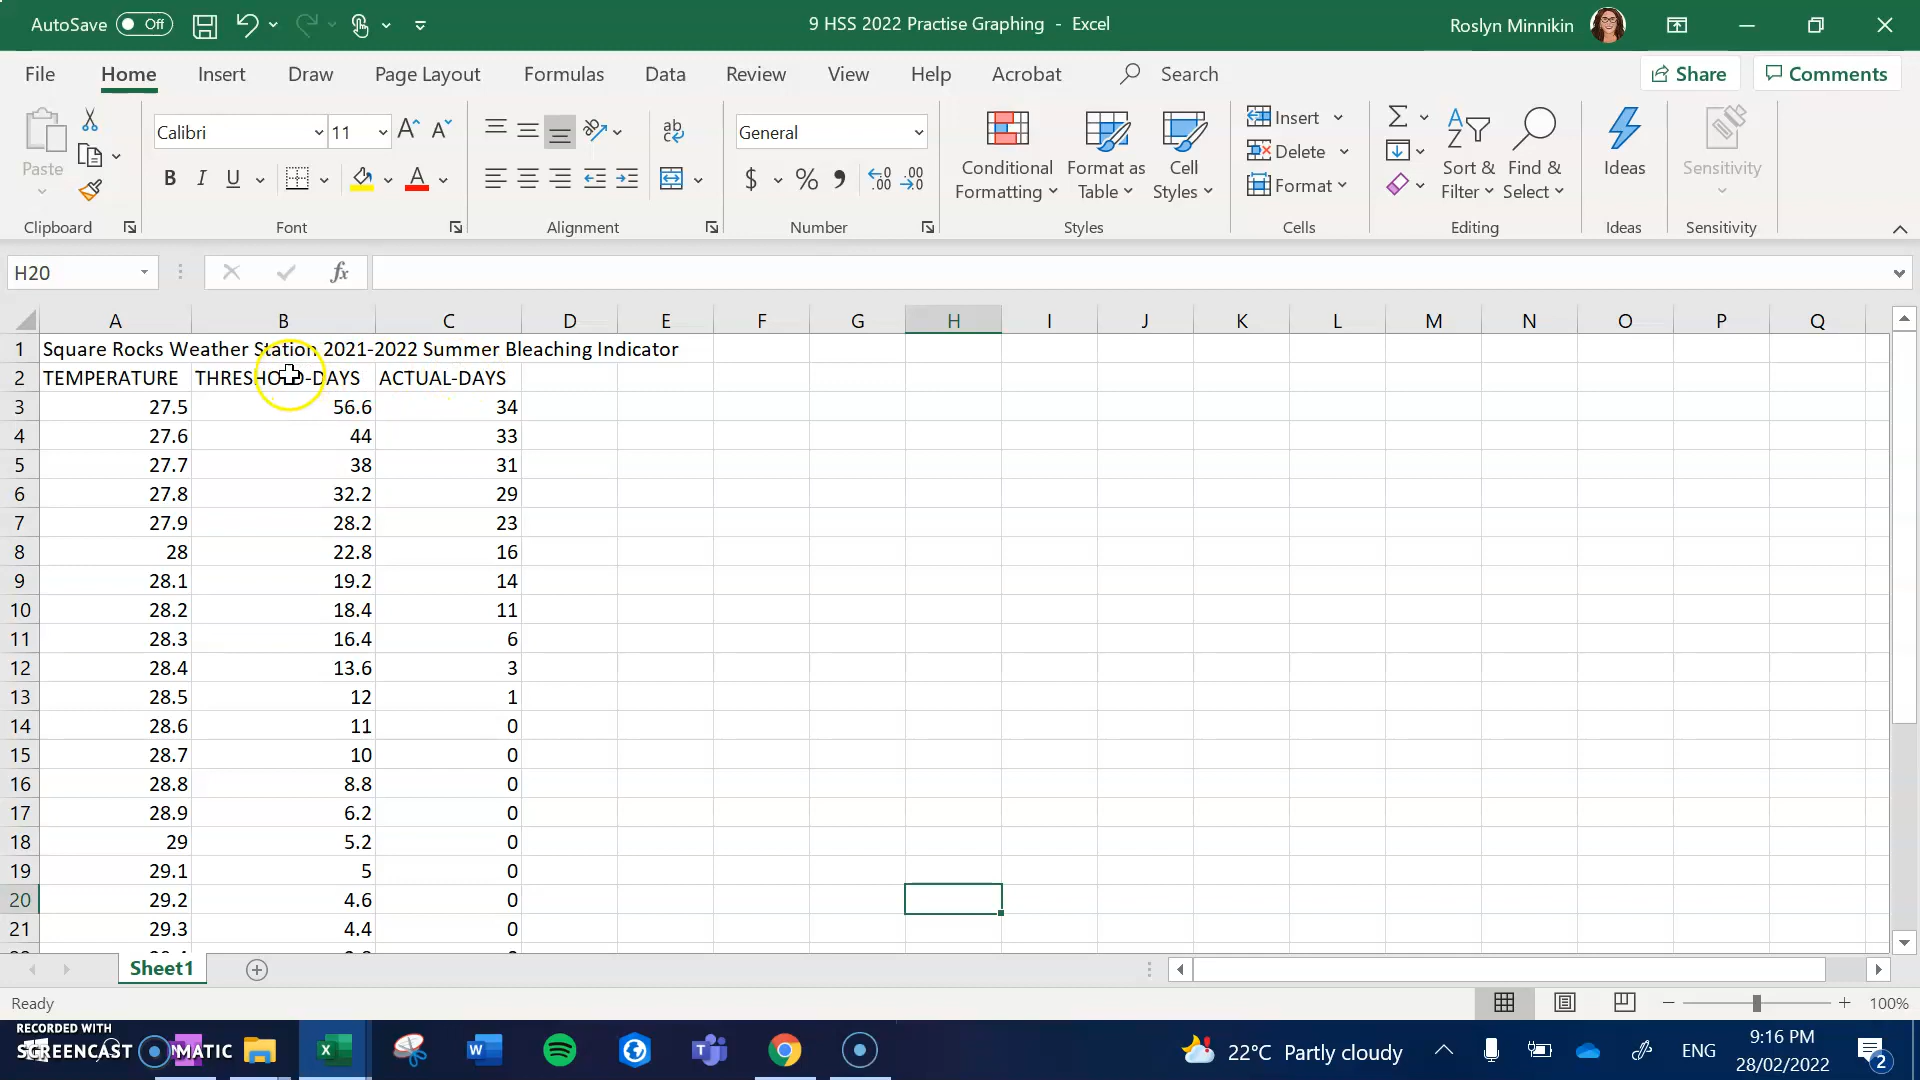 AutoSave Off
9 HSS 2022 Practise Graphing - Excel
Roslyn Minnikin
File Home Insert Draw Page Layout Formulas Data Review View Help Acrobat Search Share Comments
Calibri 11 General
Paste
B I U
Conditional Formatting
Format as Table
Cell Styles
Insert
Delete
Format
Sort & Filter
Find & Select
Ideas
Sensitivity
Clipboard Font Alignment Number Styles Cells Editing Ideas Sensitivity
H20 fx
A B C D E F G H I J K L M N O P Q
1 Square Rocks Weather Station 2021-2022 Summer Bleaching Indicator
2 TEMPERATURE THRESHOLD-DAYS ACTUAL-DAYS
3 27.5 56.6 34
4 27.6 44 33
5 27.7 38 31
6 27.8 32.2 29
7 27.9 28.2 23
8 28 22.8 16
9 28.1 19.2 14
10 28.2 18.4 11
11 28.3 16.4 6
12 28.4 13.6 3
13 28.5 12 1
14 28.6 11 0
15 28.7 10 0
16 28.8 8.8 0
17 28.9 6.2 0
18 29 5.2 0
19 29.1 5 0
20 29.2 4.6 0
21 29.3 4.4 0
Sheet1
Ready
100%
RECORDED WITH
SCREENCAST MATIC
22°C Partly cloudy
ENG
9:16 PM
28/02/2022
2